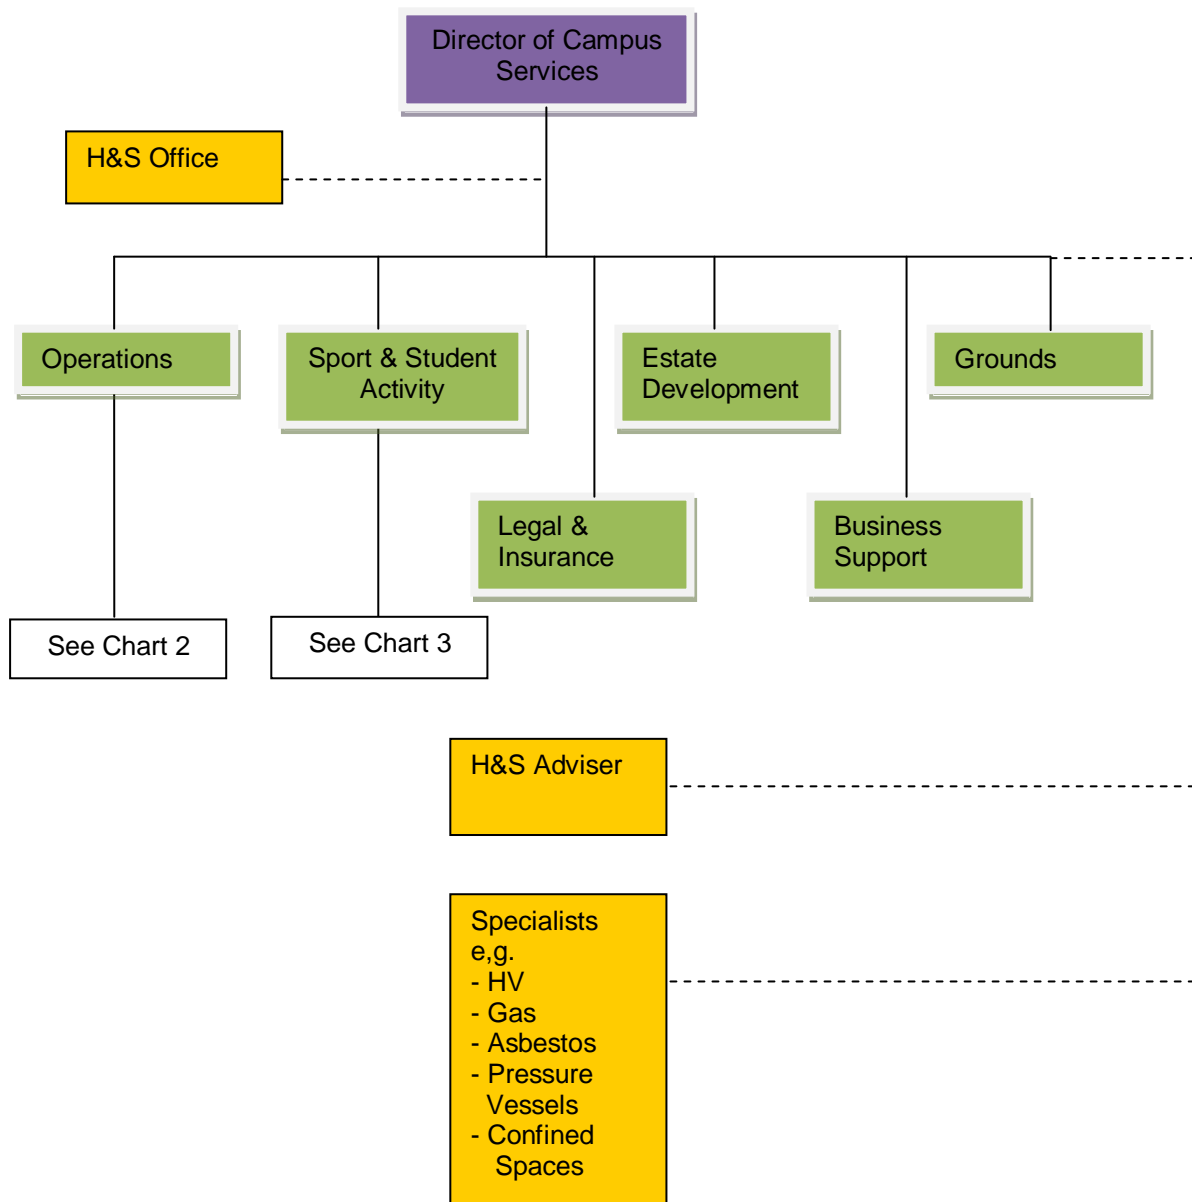 Director of Campus
Services
H&S Office
Operations
Sport & Student
Activity
Estate
Development
Grounds
Legal &
Insurance
Business
Support
See Chart 2
See Chart 3
H&S Adviser
Specialists
e,g.
- HV
- Gas
- Asbestos
- Pressure
Vessels
- Confined
Spaces